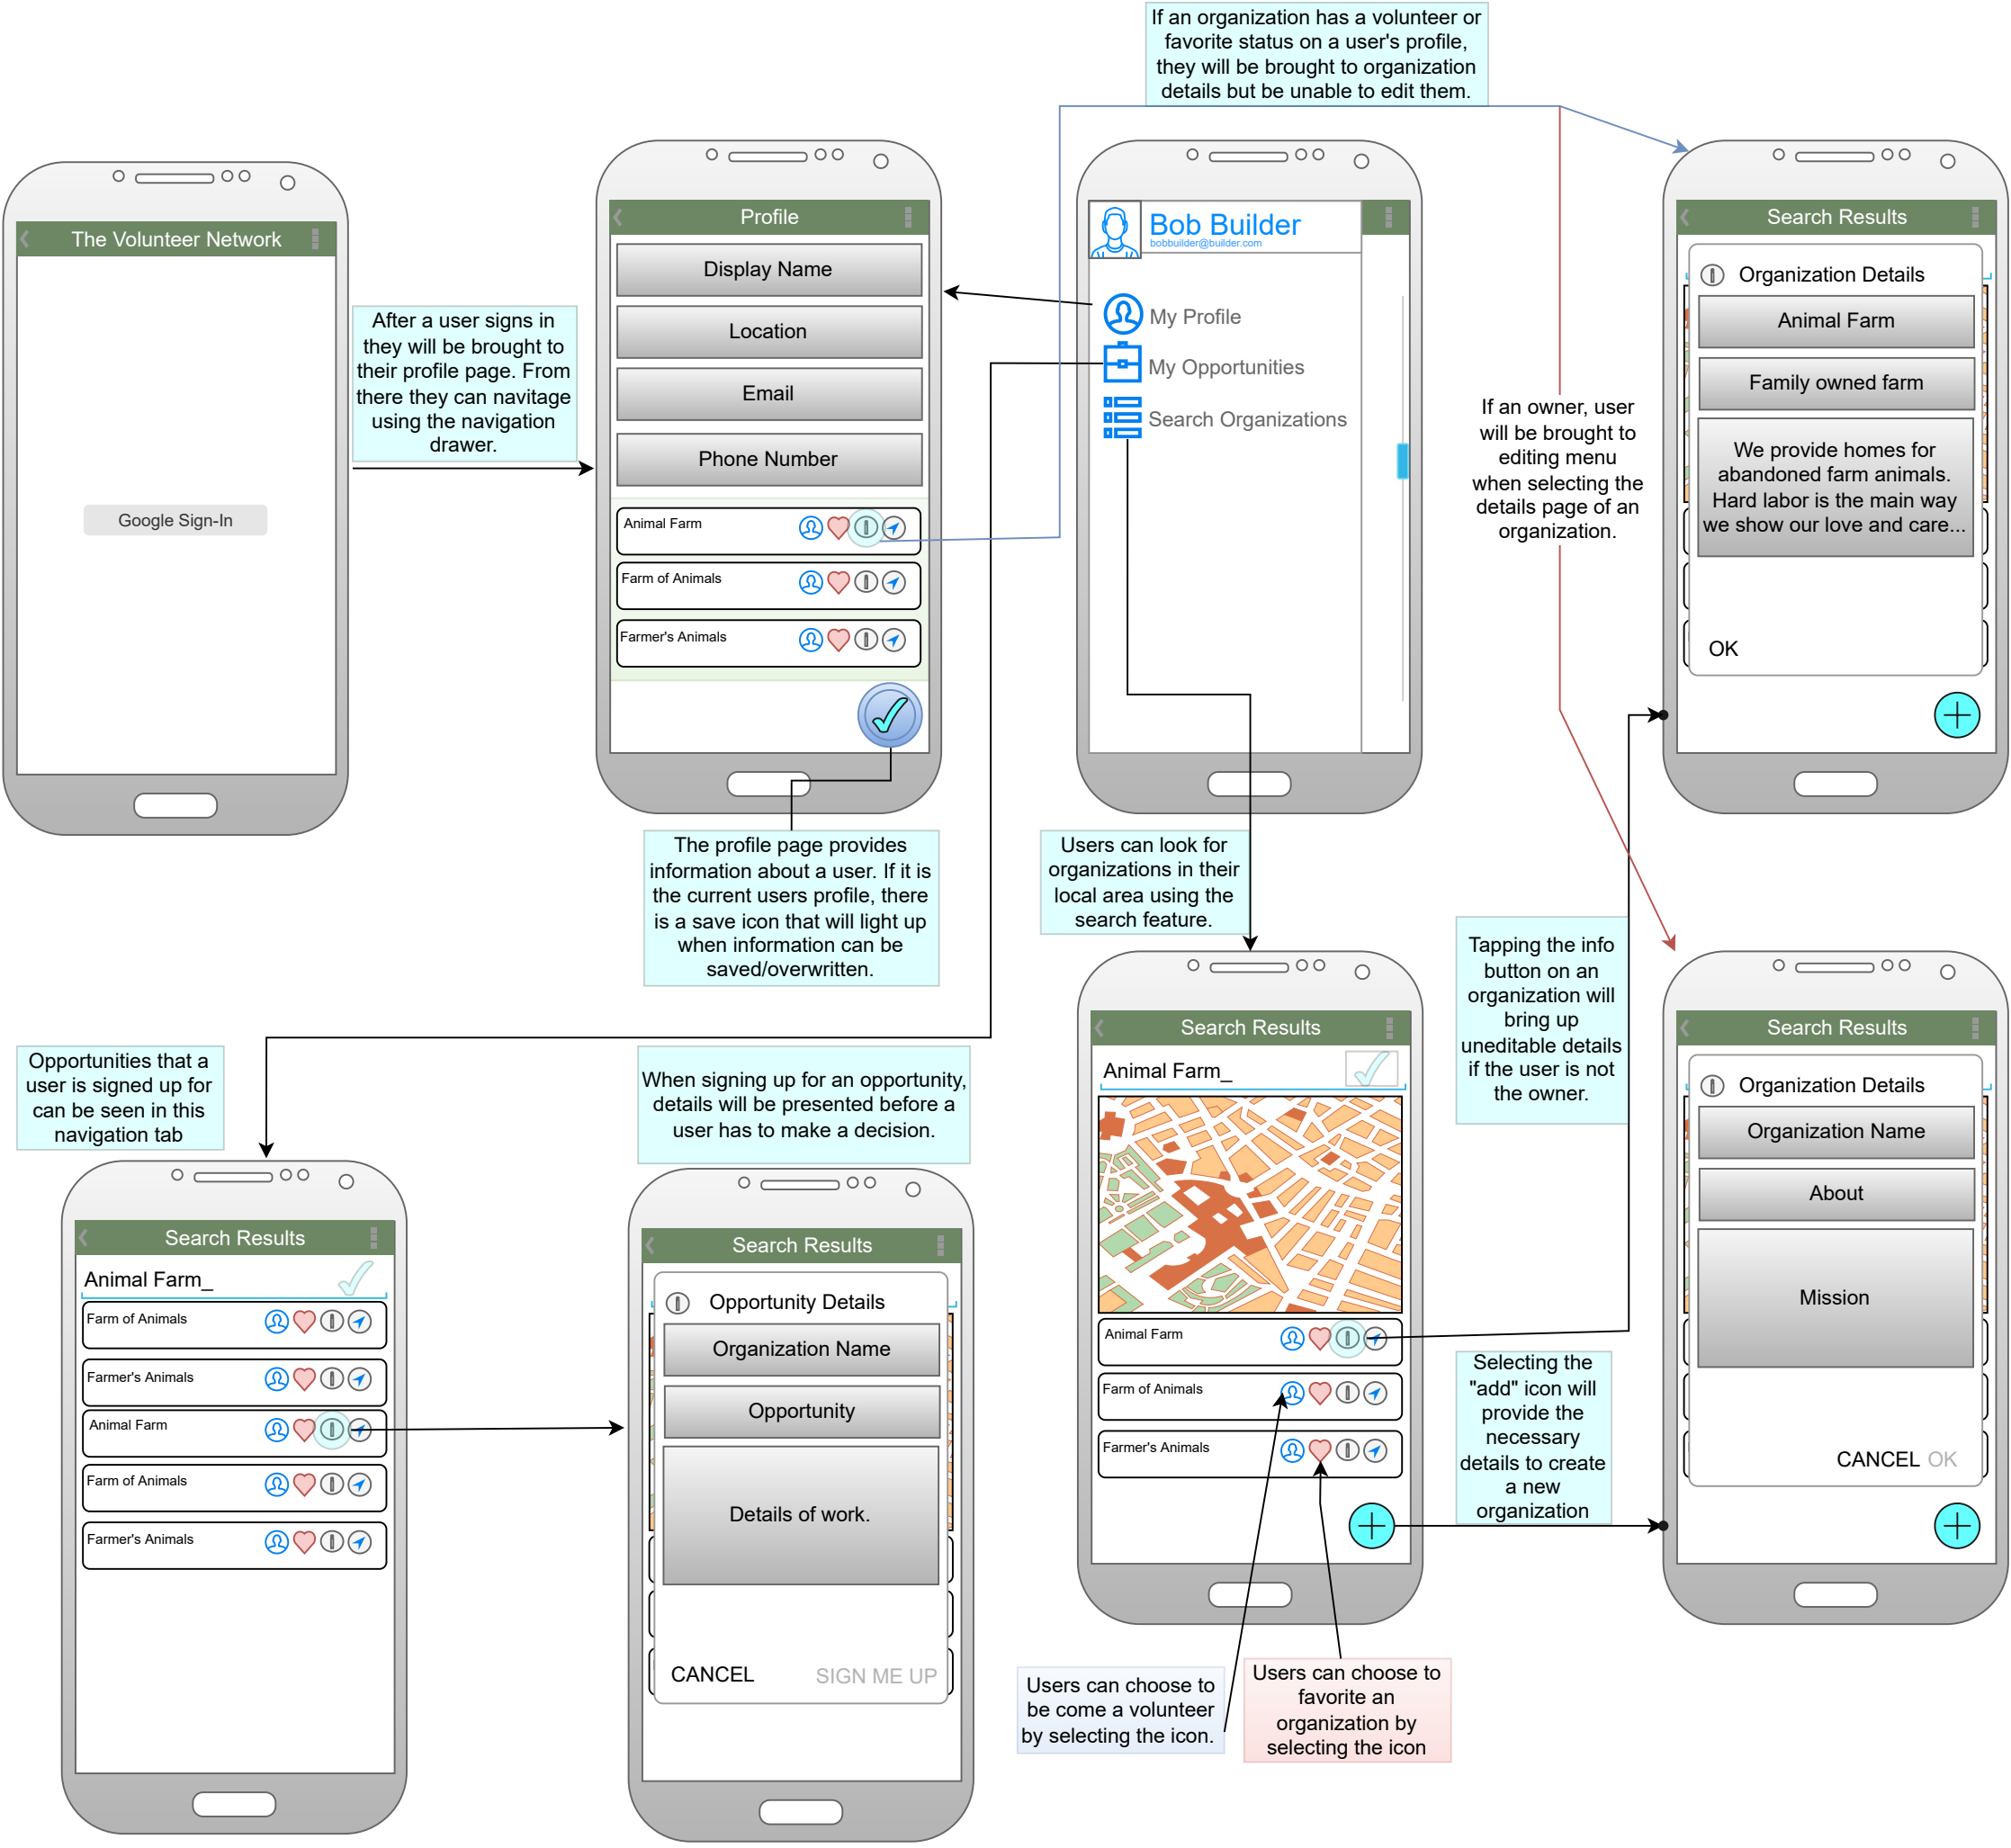 If an organization has a volunteer or
favorite status on a user's profile,
they will be brought to organization
details but be unable to edit them.
The Volunteer Network
Google Sign-In
After a user signs in
they will be brought to
their profile page. From
there they can navitage
using the navigation
drawer.
Profile
Display Name
Location
Email
Phone Number
Animal Farm
Farm of Animals
Farmer's Animals
The profile page provides
information about a user. If it is
the current users profile, there
is a save icon that will light up
when information can be
saved/overwritten.
Bob Builder
bobbuilder@builder.com
My Profile
My Opportunities
Search Organizations
Users can look for
organizations in their
local area using the
search feature.
If an owner, user
will be brought to
editing menu
when selecting the
details page of an
organization.
Search Results
Organization Details
Animal Farm
Family owned farm
We provide homes for
abandoned farm animals.
Hard labor is the main way
we show our love and care...
OK
Opportunities that a
user is signed up for
can be seen in this
navigation tab
Search Results
Animal Farm_
Farm of Animals
Farmer's Animals
Animal Farm
Farm of Animals
Farmer's Animals
When signing up for an opportunity,
details will be presented before a
user has to make a decision.
Search Results
Opportunity Details
Organization Name
Opportunity
Details of work.
CANCEL SIGN ME UP
Search Results
Animal Farm_
Animal Farm
Farm of Animals
Farmer's Animals
Users can choose to
be come a volunteer
by selecting the icon.
Users can choose to
favorite an
organization by
selecting the icon
Tapping the info
button on an
organization will
bring up
uneditable details
if the user is not
the owner.
Selecting the
"add" icon will
provide the
necessary
details to create
a new
organization
Search Results
Organization Details
Organization Name
About
Mission
CANCEL OK